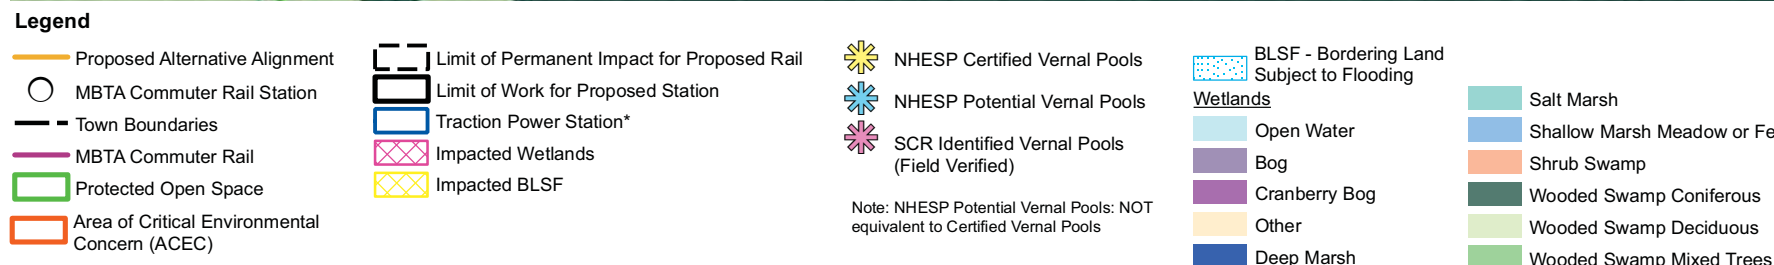 Legend
Proposed Alternative Alignment
MBTA Commuter Rail Station
Town Boundaries
MBTA Commuter Rail
Protected Open Space
Area of Critical Environmental
Concern (ACEC)
Limit of Permanent Impact for Proposed Rail
Limit of Work for Proposed Station
Traction Power Station*
Impacted Wetlands
Impacted BLSF
NHESP Certified Vernal Pools
NHESP Potential Vernal Pools
SCR Identified Vernal Pools
(Field Verified)
Note: NHESP Potential Vernal Pools: NOT
equivalent to Certified Vernal Pools
BLSF - Bordering Land
Subject to Flooding
Wetlands
Open Water
Bog
Cranberry Bog
Other
Deep Marsh
Salt Marsh
Shallow Marsh Meadow or Fe
Shrub Swamp
Wooded Swamp Coniferous
Wooded Swamp Deciduous
Wooded Swamp Mixed Trees